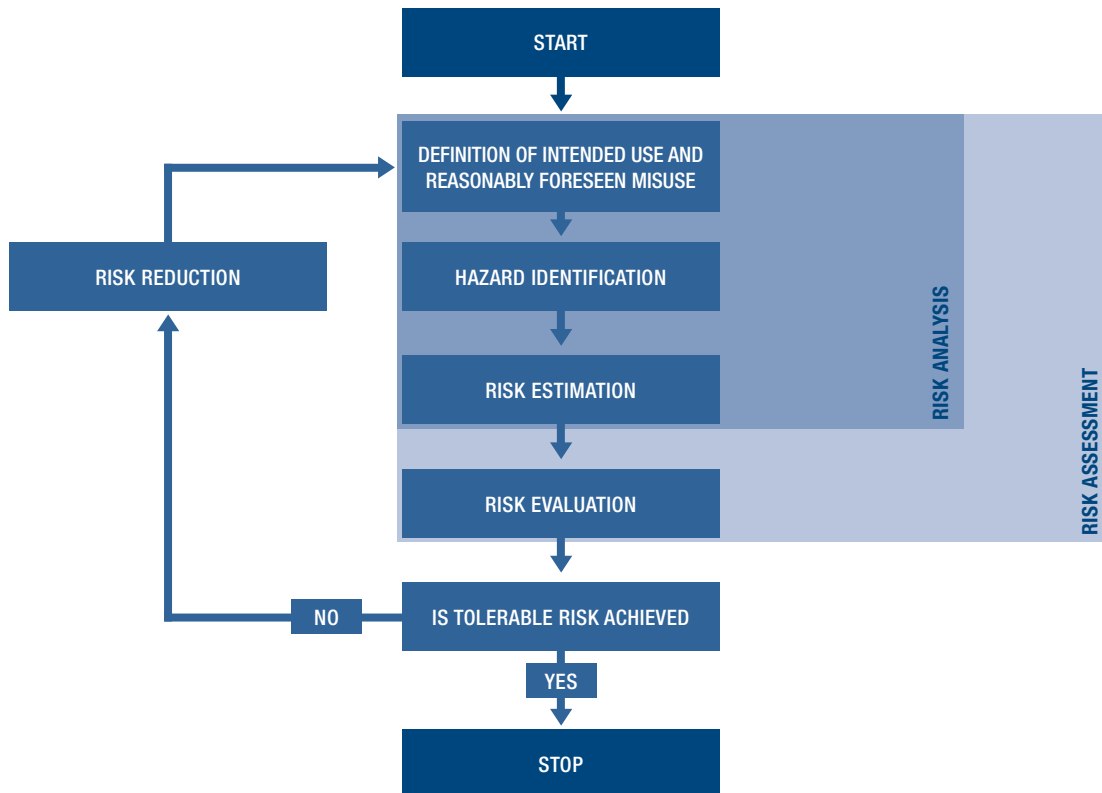 START
DEFINITION OF INTENDED USE AND
REASONABLY FORESEEN MISUSE
RISK REDUCTION
HAZARD IDENTIFICATION
RISK ANALYSIS
RISK ESTIMATION
RISK ASSESSMENT
RISK EVALUATION
NO
IS TOLERABLE RISK ACHIEVED
YES
STOP